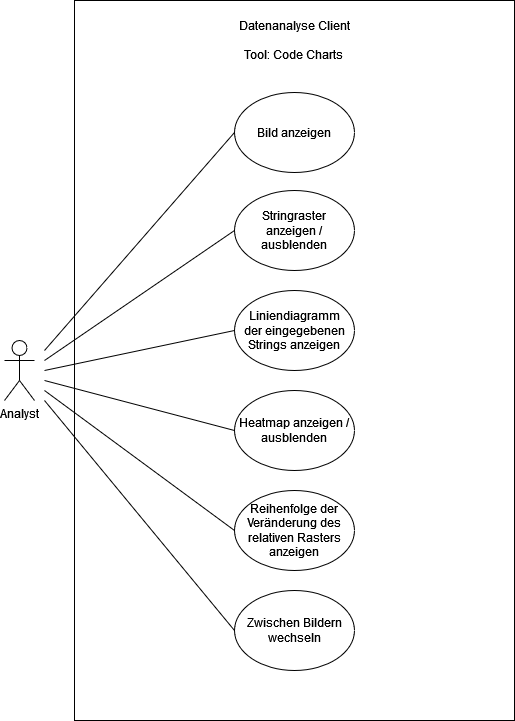 Datenanalyse Client
Tool: Code Charts
Bild anzeigen
Stringraster
anzeigen /
ausblenden
Liniendiagramm
der eingegebenen
Strings anzeigen
Analyst
Heatmap anzeigen /
ausblenden
Reihenfolge der
Veränderung des
relativen Rasters
anzeigen
Zwischen Bildern
wechseln